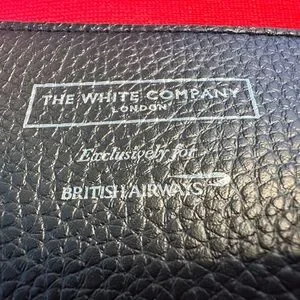 THE WHITE COMPANY
LONDON
Exclusively for
BRITISH AIRWAYS